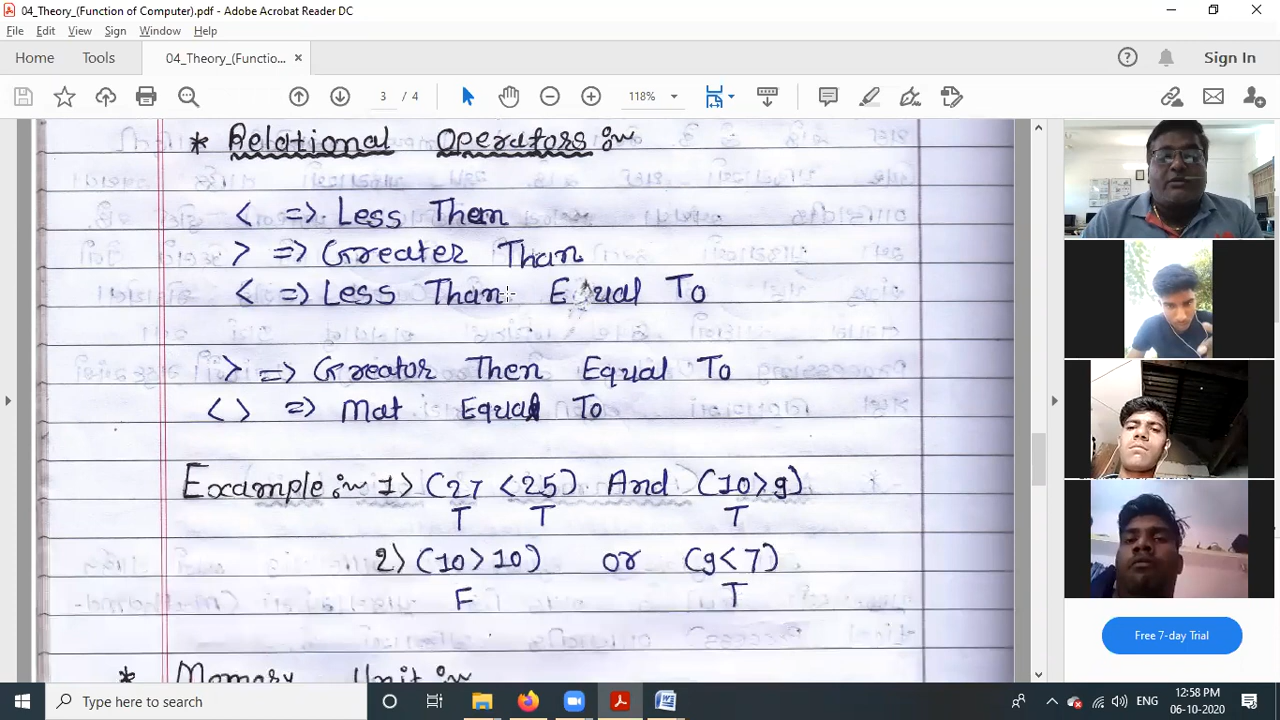 04_Theory_(Function of Computer).pdf - Adobe Acrobat Reader DC
File Edit View Sign Window Help
Home Tools 04_Theory_(Functio... Sign In
3 / 4 118%
* Relational Operators :~
< => Less Then
> => Greater Than
< => Less Than Equal To
> => Greator Then Equal To
< > => Mat Equal To
Example :~ 1> (27 <25) And (10>9)
T T T
2> (10>10) or (9<7)
F T
* Memory Unit :~
Free 7-day Trial
Type here to search
ENG
12:58 PM
06-10-2020